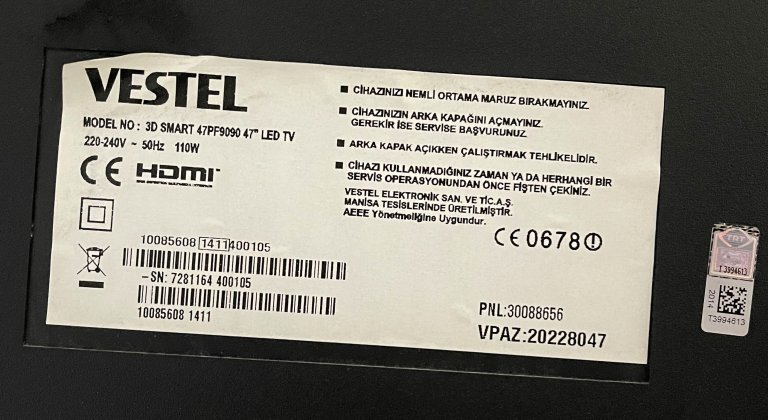 VESTEL
MODEL NO : 3D SMART 47PF9090 47" LED TV
220-240V ~ 50Hz 110W
CE HDMI
■ CİHAZINIZI NEMLİ ORTAMA MARUZ BIRAKMAYINIZ.
■ CİHAZINIZIN ARKA KAPAĞINI AÇMAYINIZ.
GEREKİR İSE SERVİSE BAŞVURUNUZ.
■ ARKA KAPAK AÇIKKEN ÇALIŞTIRMAK TEHLİKELİDİR.
■ CİHAZI KULLANMADIĞINIZ ZAMAN YA DA HERHANGİ BİR
SERVİS OPERASYONUNDAN ÖNCE FİŞTEN ÇEKİNİZ.
VESTEL ELEKTRONİK SAN. VE TİC.A.Ş.
MANİSA TESİSLERİNDE ÜRETİLMİŞTİR.
AEEE Yönetmeliğine Uygundur.
CE 0678
10085608 1411 400105
-SN: 7281164 400105
10085608 1411
PNL:30088656
VPAZ:20228047
TRT
T3994613
2014
T3994613